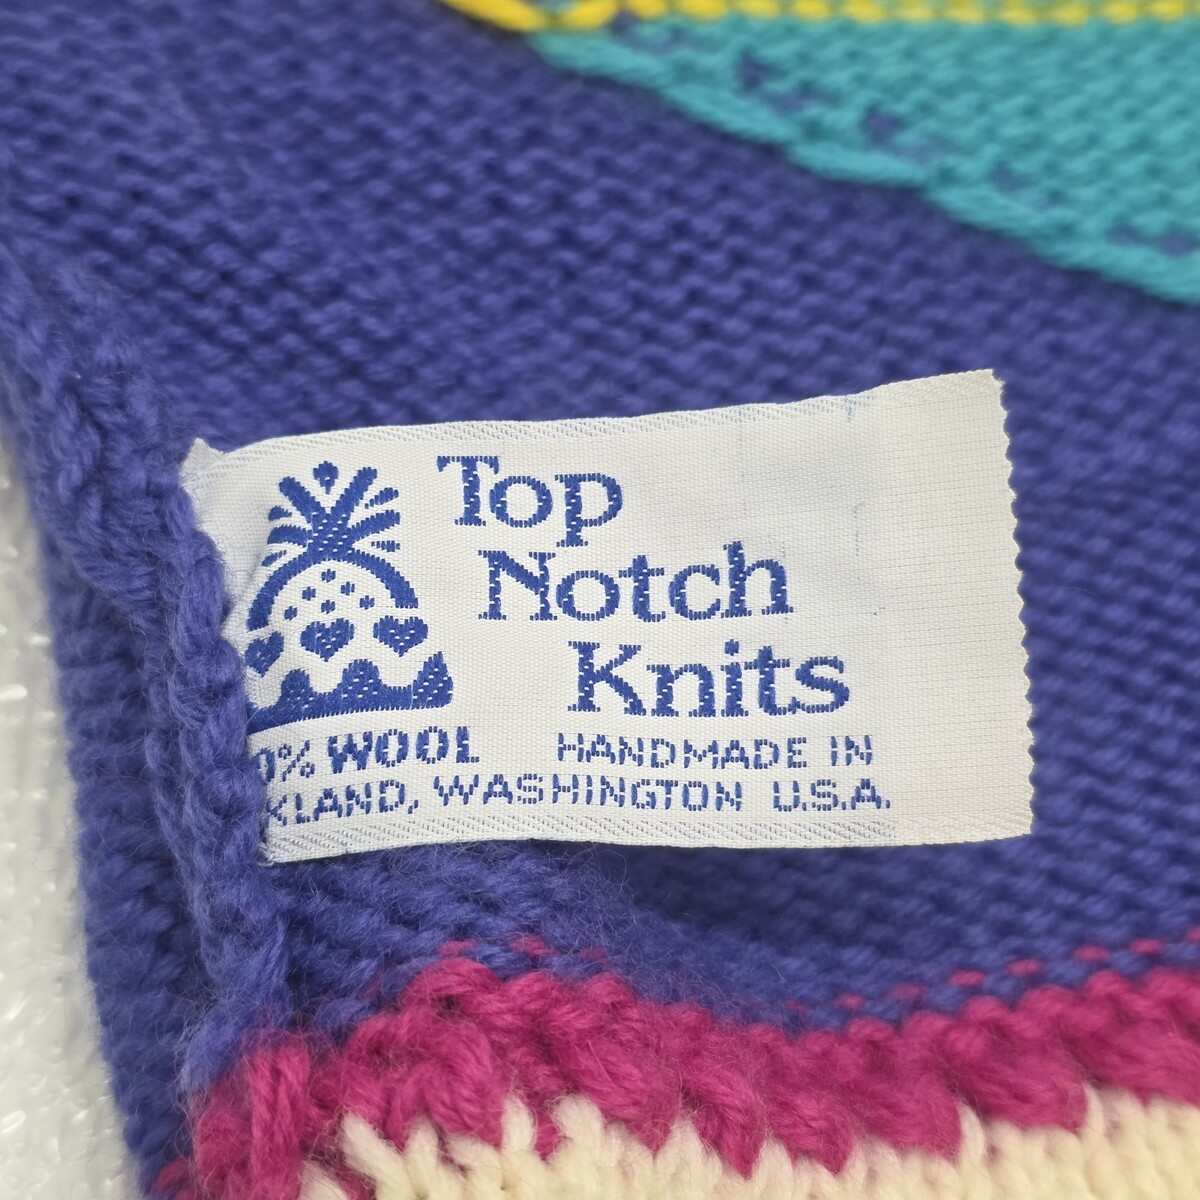 Top
Notch
Knits
0% WOOL HANDMADE IN
KLAND, WASHINGTON U.S.A.